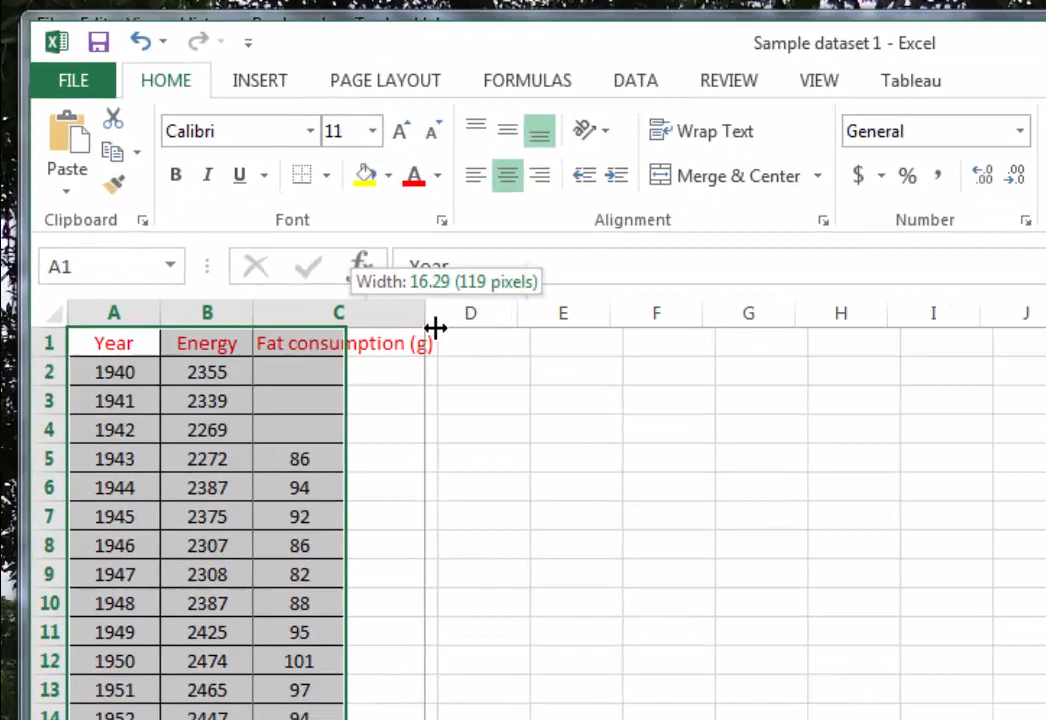 Sample dataset 1 - Excel
FILE HOME INSERT PAGE LAYOUT FORMULAS DATA REVIEW VIEW Tableau
Calibri 11 Wrap Text General
Paste B I U A Merge & Center $ % , .00 .00
Clipboard Font Alignment Number
A1 fx Year
Width: 16.29 (119 pixels)
A B C D E F G H I J
1 Year Energy Fat consumption (g)
2 1940 2355
3 1941 2339
4 1942 2269
5 1943 2272 86
6 1944 2387 94
7 1945 2375 92
8 1946 2307 86
9 1947 2308 82
10 1948 2387 88
11 1949 2425 95
12 1950 2474 101
13 1951 2465 97
14 1952 2447 94